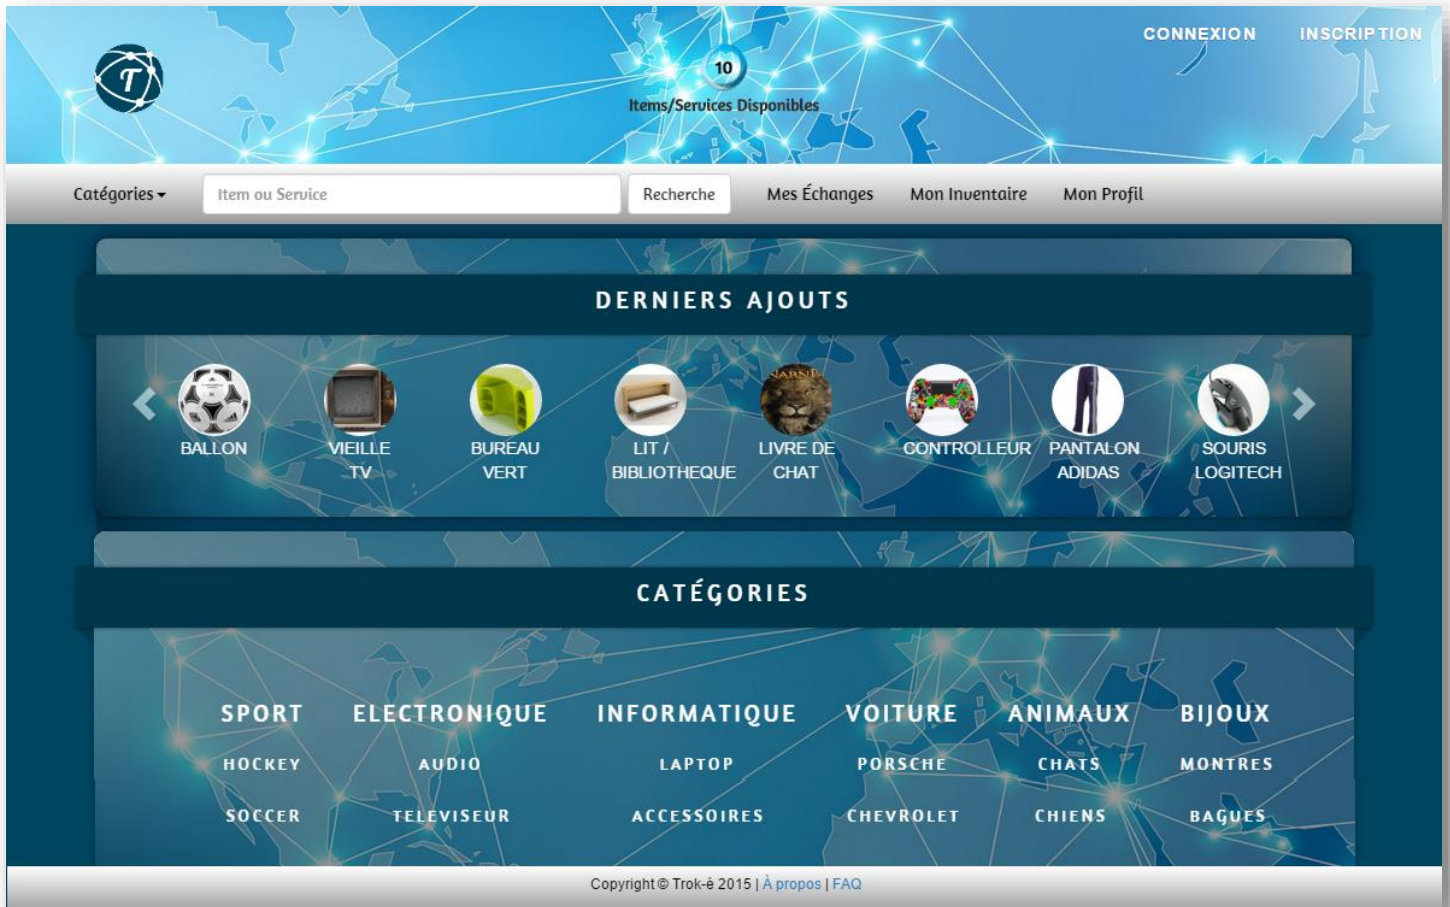 T
CONNEXION INSCRIPTION
10
Items/Services Disponibles
Catégories Item ou Service Recherche Mes Échanges Mon Inventaire Mon Profil
DERNIERS AJOUTS
NARNIA
BALLON VIEILLE BUREAU LIT / LIVRE DE CONTROLLEUR PANTALON SOURIS
TV VERT BIBLIOTHEQUE CHAT ADIDAS LOGITECH
CATÉGORIES
SPORT ELECTRONIQUE INFORMATIQUE VOITURE ANIMAUX BIJOUX
HOCKEY AUDIO LAPTOP PORSCHE CHATS MONTRES
SOCCER TELEVISEUR ACCESSOIRES CHEVROLET CHIENS BAGUES
Copyright © Trok-é 2015 | À propos | FAQ